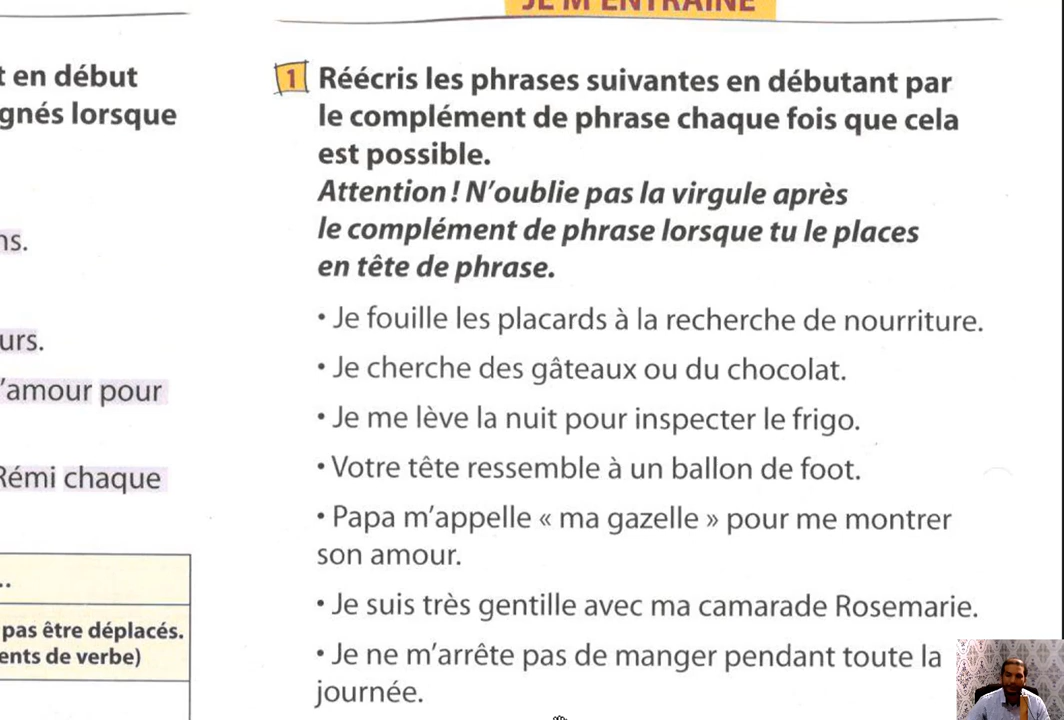 JE M'ENTRAÎNE
t en début
gnés lorsque
ns.
urs.
'amour pour
Rémi chaque
..
pas être déplacés.
ents de verbe)
1 Réécris les phrases suivantes en débutant par
le complément de phrase chaque fois que cela
est possible.
Attention ! N'oublie pas la virgule après
le complément de phrase lorsque tu le places
en tête de phrase.
• Je fouille les placards à la recherche de nourriture.
• Je cherche des gâteaux ou du chocolat.
• Je me lève la nuit pour inspecter le frigo.
• Votre tête ressemble à un ballon de foot.
• Papa m'appelle « ma gazelle » pour me montrer
son amour.
• Je suis très gentille avec ma camarade Rosemarie.
• Je ne m'arrête pas de manger pendant toute la
journée.